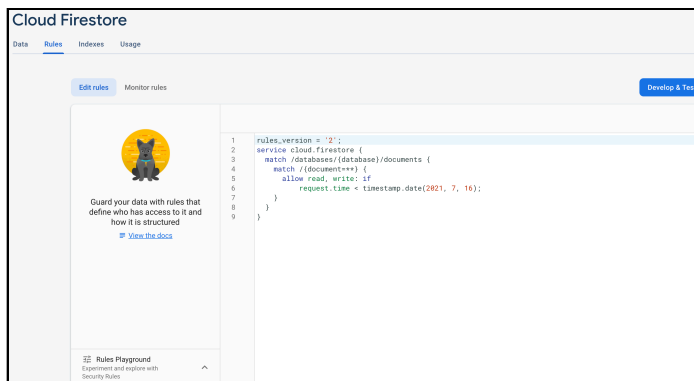 Cloud Firestore
Data Rules Indexes Usage
Edit rules Monitor rules
Develop & Tes
Guard your data with rules that
define who has access to it and
how it is structured
View the docs
Rules Playground
Experiment and explore with
Security Rules
1 rules_version = '2';
2 service cloud.firestore {
3 match /databases/{database}/documents {
4 match /{document=**} {
5 allow read, write: if
6 request.time < timestamp.date(2021, 7, 16);
7 }
8 }
9 }